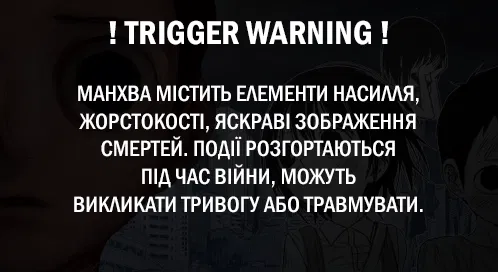 ! TRIGGER WARNING !
МАНХВА МІСТИТЬ ЕЛЕМЕНТИ НАСИЛЛЯ,
ЖОРСТОКОСТІ, ЯСКРАВІ ЗОБРАЖЕННЯ
СМЕРТЕЙ. ПОДІЇ РОЗГОРТАЮТЬСЯ
ПІД ЧАС ВІЙНИ, МОЖУТЬ
ВИКЛИКАТИ ТРИВОГУ АБО ТРАВМУВАТИ.